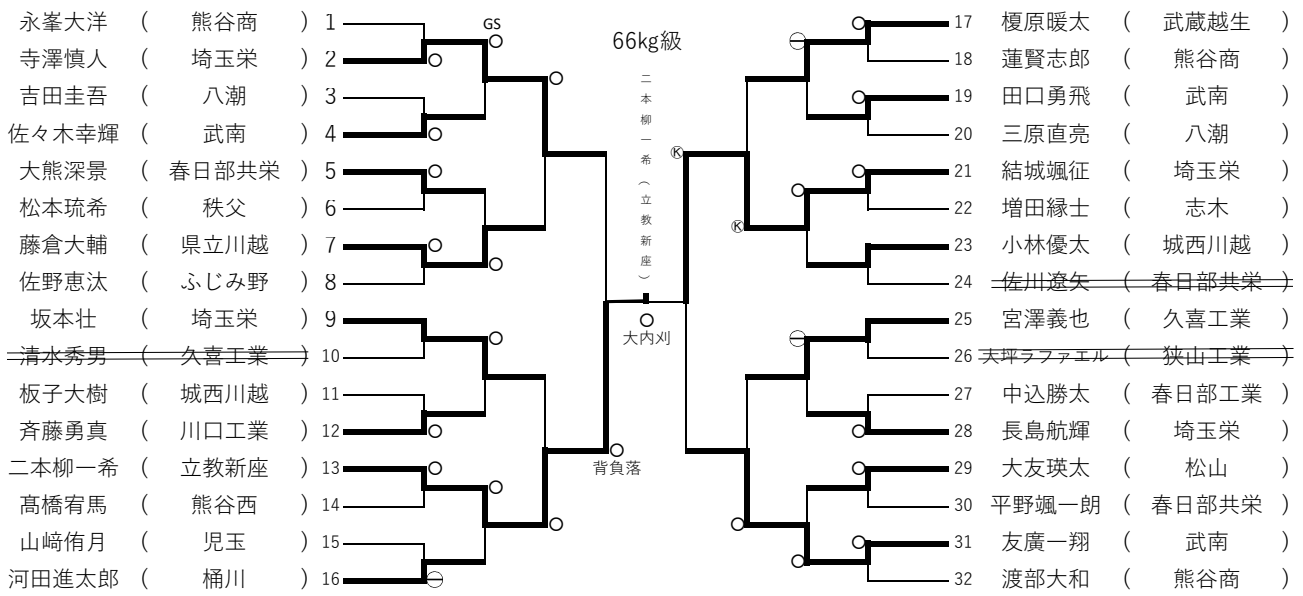 66kg級
永峯大洋 ( 熊谷商 ) 1
寺澤慎人 ( 埼玉栄 ) 2
吉田圭吾 ( 八潮 ) 3
佐々木幸輝 ( 武南 ) 4
大熊深景 ( 春日部共栄 ) 5
松本琉希 ( 秩父 ) 6
藤倉大輔 ( 県立川越 ) 7
佐野恵汰 ( ふじみ野 ) 8
坂本壮 ( 埼玉栄 ) 9
清水秀男 ( 久喜工業 ) 10
板子大樹 ( 城西川越 ) 11
斉藤勇真 ( 川口工業 ) 12
二本柳一希 ( 立教新座 ) 13
髙橋宥馬 ( 熊谷西 ) 14
山﨑侑月 ( 児玉 ) 15
河田進太郎 ( 桶川 ) 16
GS
背負落
二本柳一希(立教新座)
大内刈
Ⓚ
Ⓚ
17 榎原暖太 ( 武蔵越生 )
18 蓮賢志郎 ( 熊谷商 )
19 田口勇飛 ( 武南 )
20 三原直亮 ( 八潮 )
21 結城颯征 ( 埼玉栄 )
22 増田縁士 ( 志木 )
23 小林優太 ( 城西川越 )
24 佐川遼矢 ( 春日部共栄 )
25 宮澤義也 ( 久喜工業 )
26 大坪ラファエル ( 狭山工業 )
27 中込勝太 ( 春日部工業 )
28 長島航輝 ( 埼玉栄 )
29 大友瑛太 ( 松山 )
30 平野颯一朗 ( 春日部共栄 )
31 友廣一翔 ( 武南 )
32 渡部大和 ( 熊谷商 )